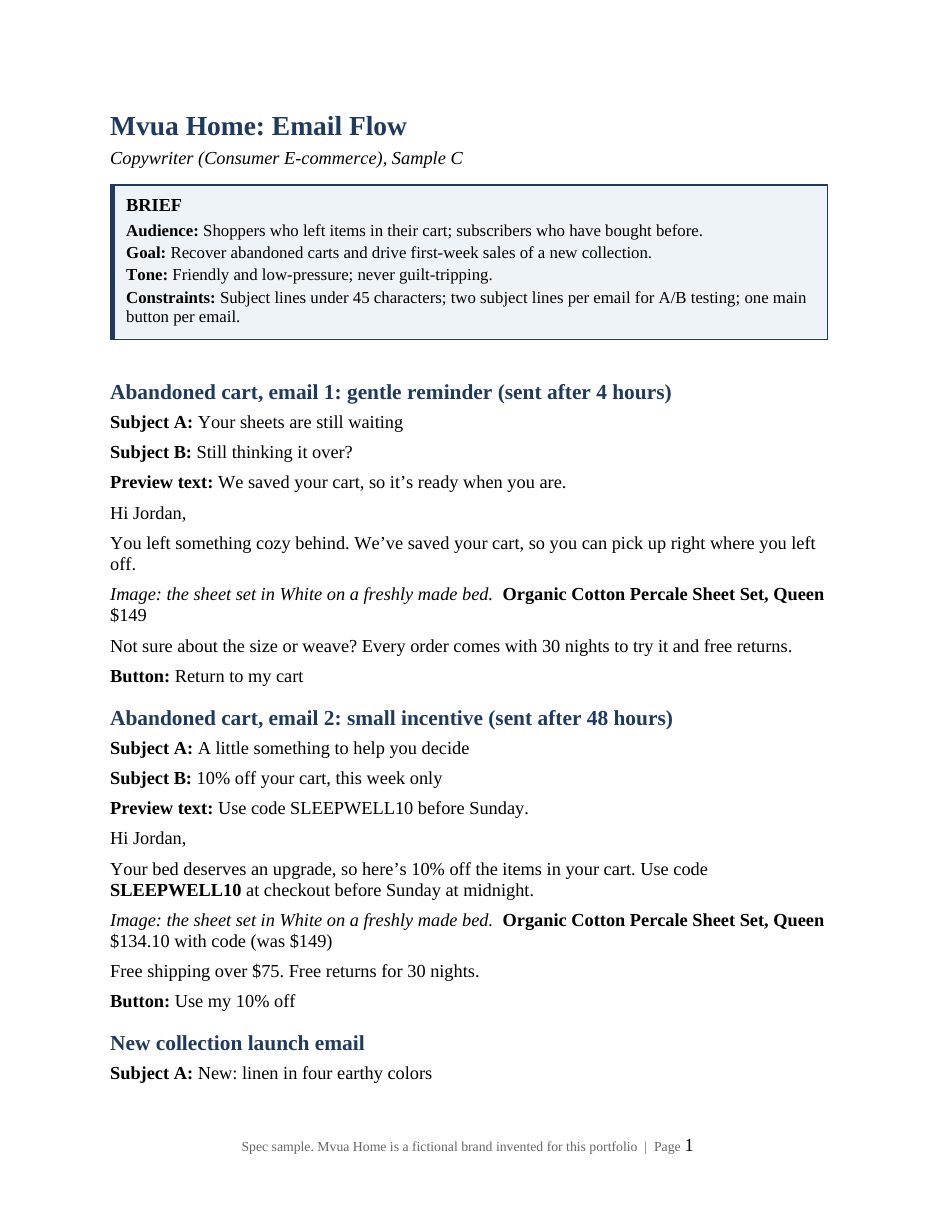 Mvua Home: Email Flow
Copywriter (Consumer E-commerce), Sample C
BRIEF
Audience: Shoppers who left items in their cart; subscribers who have bought before.
Goal: Recover abandoned carts and drive first-week sales of a new collection.
Tone: Friendly and low-pressure; never guilt-tripping.
Constraints: Subject lines under 45 characters; two subject lines per email for A/B testing; one main
button per email.
Abandoned cart, email 1: gentle reminder (sent after 4 hours)
Subject A: Your sheets are still waiting
Subject B: Still thinking it over?
Preview text: We saved your cart, so it’s ready when you are.
Hi Jordan,
You left something cozy behind. We’ve saved your cart, so you can pick up right where you left
off.
Image: the sheet set in White on a freshly made bed.  Organic Cotton Percale Sheet Set, Queen
$149
Not sure about the size or weave? Every order comes with 30 nights to try it and free returns.
Button: Return to my cart
Abandoned cart, email 2: small incentive (sent after 48 hours)
Subject A: A little something to help you decide
Subject B: 10% off your cart, this week only
Preview text: Use code SLEEPWELL10 before Sunday.
Hi Jordan,
Your bed deserves an upgrade, so here’s 10% off the items in your cart. Use code
SLEEPWELL10 at checkout before Sunday at midnight.
Image: the sheet set in White on a freshly made bed.  Organic Cotton Percale Sheet Set, Queen
$134.10 with code (was $149)
Free shipping over $75. Free returns for 30 nights.
Button: Use my 10% off
New collection launch email
Subject A: New: linen in four earthy colors
Spec sample. Mvua Home is a fictional brand invented for this portfolio | Page 1